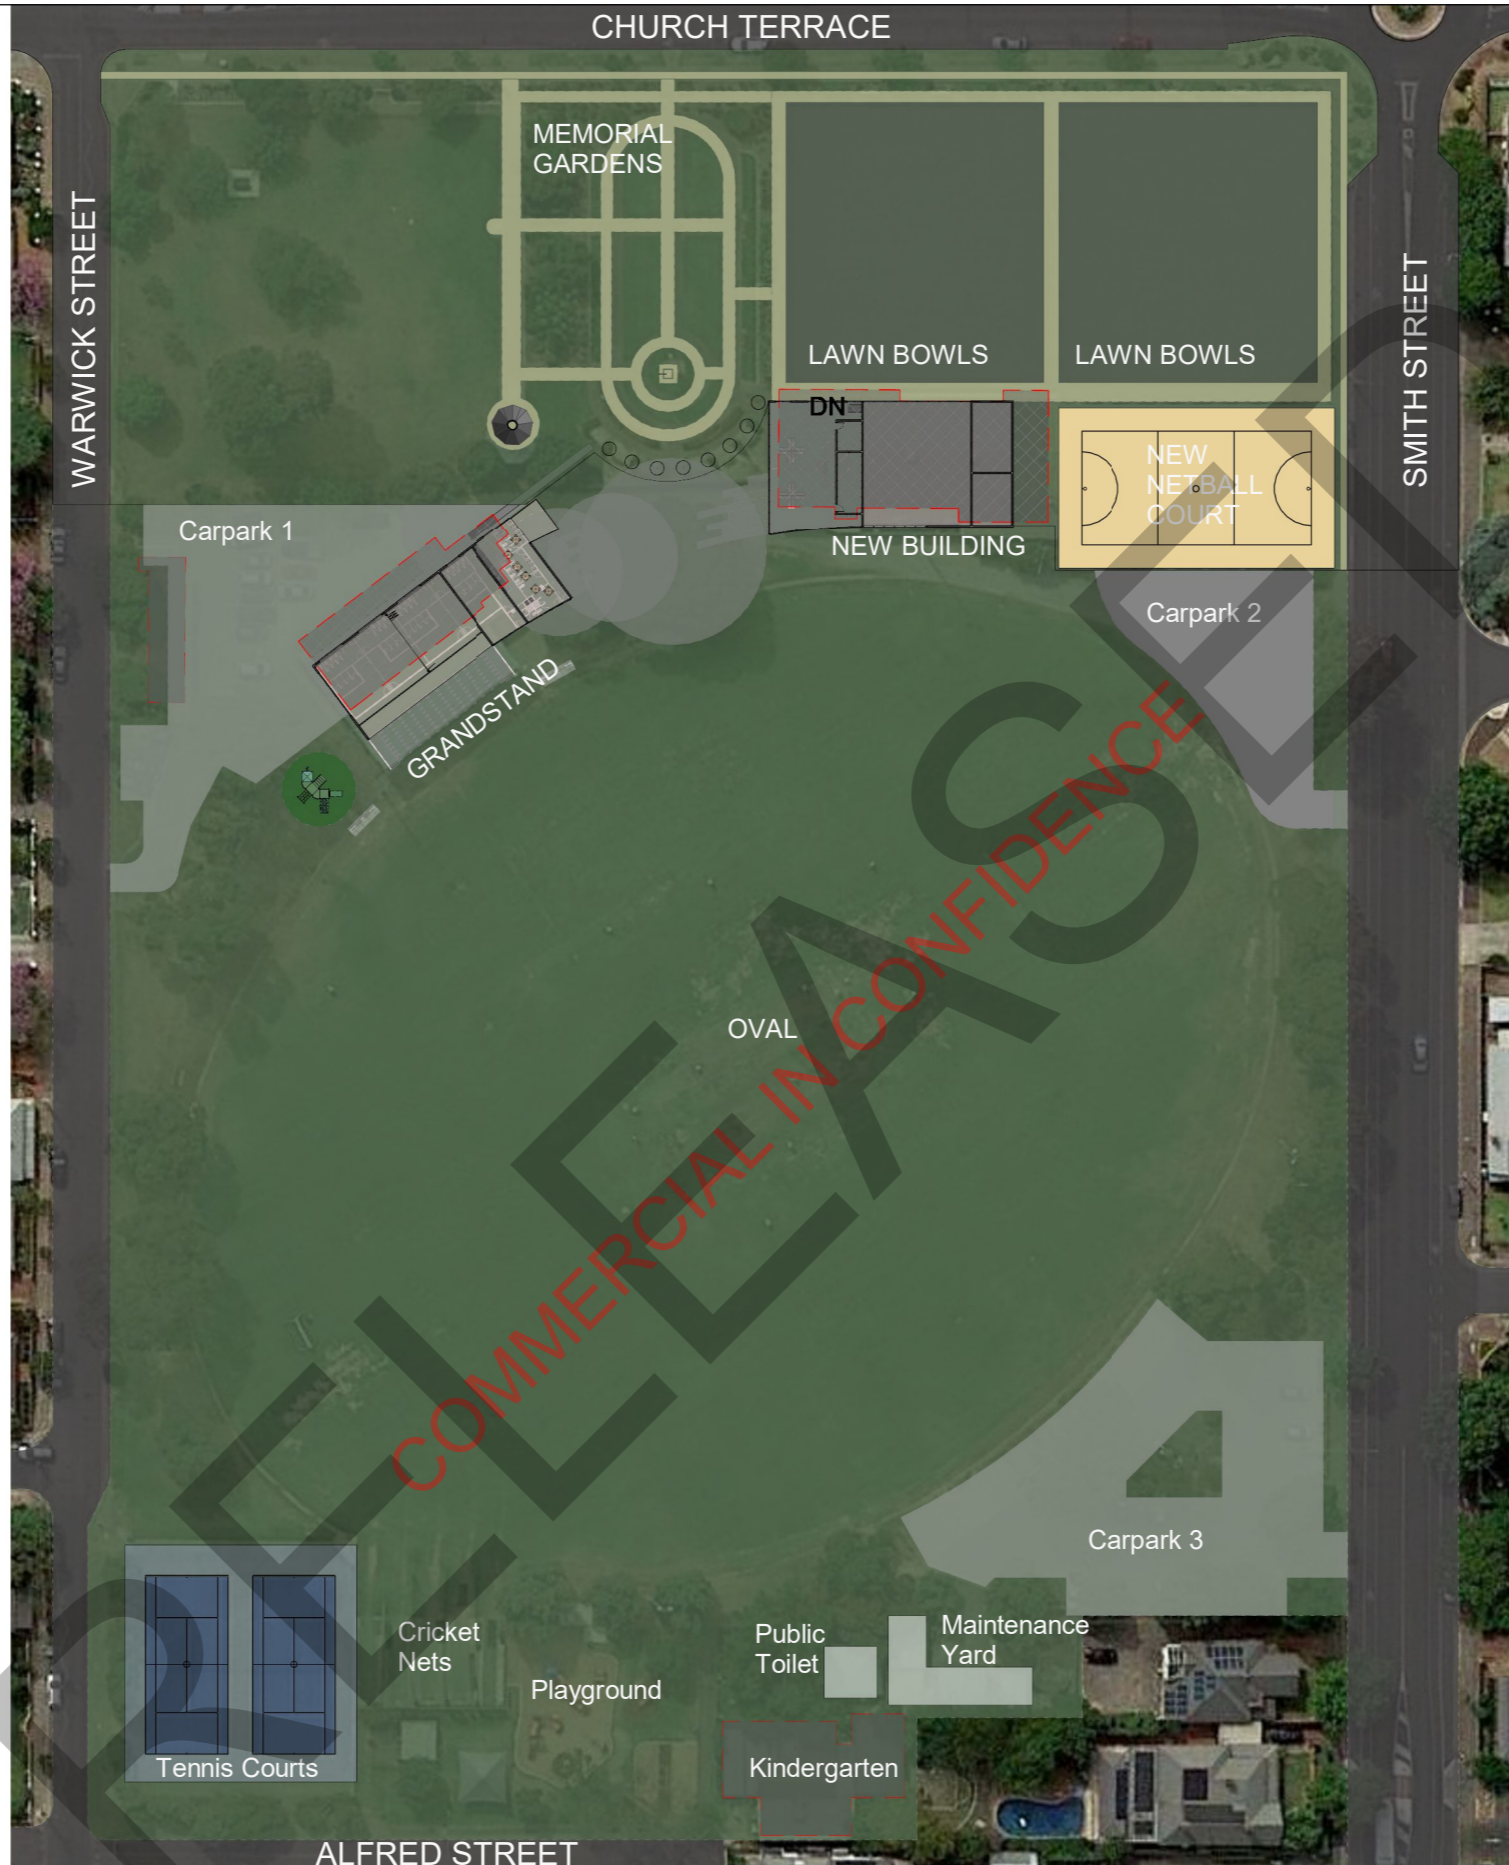 CHURCH TERRACE
MEMORIAL
GARDENS
WARWICK STREET
SMITH STREET
LAWN BOWLS
LAWN BOWLS
DN
NEW
NETBALL
COURT
Carpark 1
NEW BUILDING
Carpark 2
GRANDSTAND
OVAL
COMMERCIAL IN CONFIDENCE
RELEASED
Carpark 3
Cricket
Nets
Public
Toilet
Maintenance
Yard
Playground
Tennis Courts
Kindergarten
ALFRED STREET